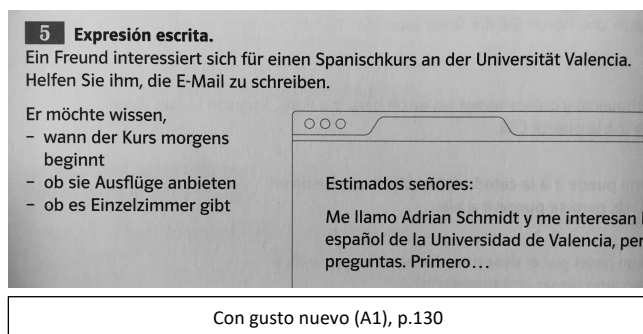 5 Expresión escrita.
Ein Freund interessiert sich für einen Spanischkurs an der Universität Valencia.
Helfen Sie ihm, die E-Mail zu schreiben.
Er möchte wissen,
– wann der Kurs morgens
beginnt
– ob sie Ausflüge anbieten
– ob es Einzelzimmer gibt
Estimados señores:
Me llamo Adrian Schmidt y me interesan
español de la Universidad de Valencia,
preguntas. Primero…
Con gusto nuevo (A1), p.130